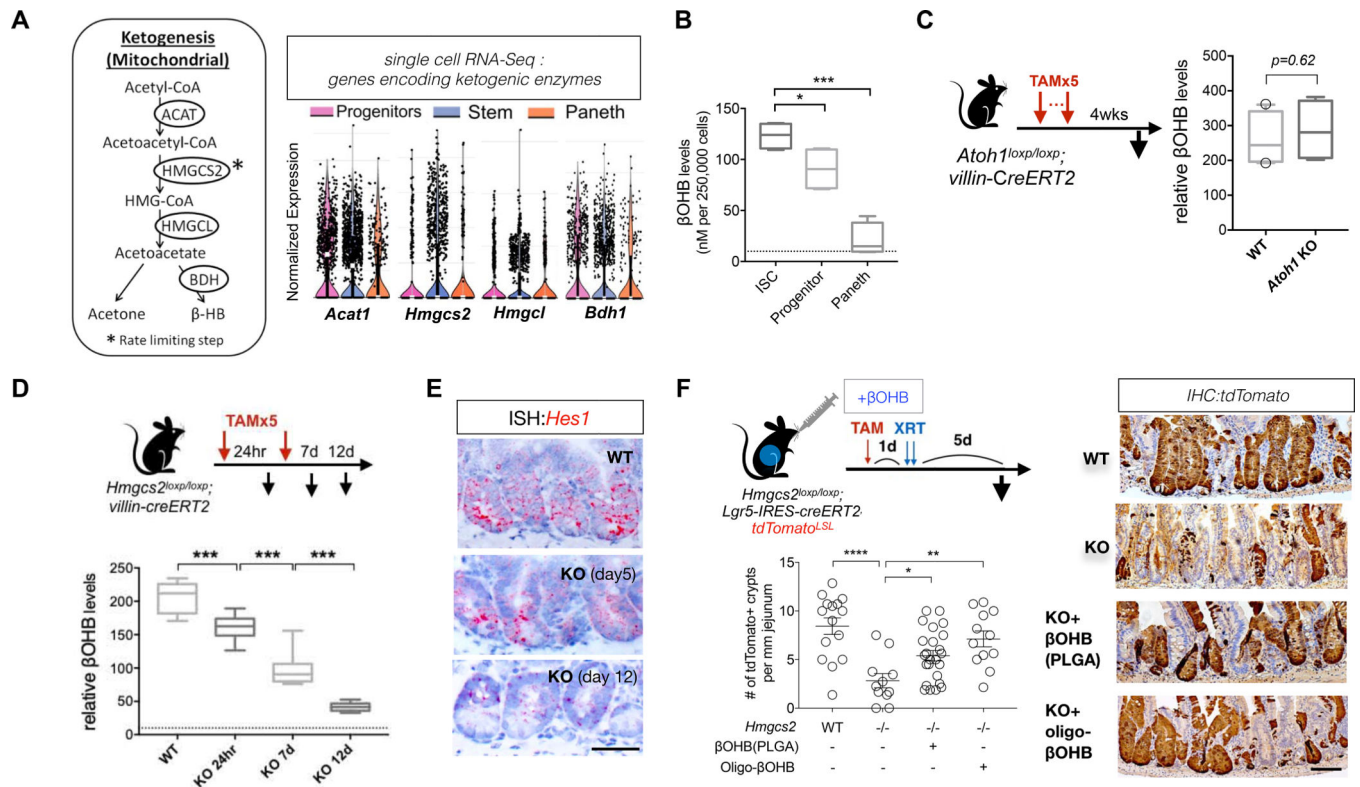 A
Ketogenesis
(Mitochondrial)
Acetyl-CoA
ACAT
Acetoacetyl-CoA
HMGCS2 *
HMG-CoA
HMGCL
Acetoacetate
BDH
Acetone β-HB
* Rate limiting step
single cell RNA-Seq :
genes encoding ketogenic enzymes
Progenitors Stem Paneth
Normalized Expression
Acat1 Hmgcs2 Hmgcl Bdh1
B
βOHB levels
(nM per 250,000 cells)
150
100
50
0
***
*
ISC
Progenitor
Paneth
C
TAMx5
...
4wks
Atoh1loxp/loxp;
villin-CreERT2
relative βOHB levels
500
400
300
200
100
0
p=0.62
WT
Atoh1 KO
D
TAMx5
24hr 7d 12d
Hmgcs2loxp/loxp;
villin-creERT2
relative βOHB levels
250
200
150
100
50
0
*** *** ***
WT
KO 24hr
KO 7d
KO 12d
E
ISH:Hes1
WT
KO (day5)
KO (day 12)
F
+βOHB
TAM XRT
1d 5d
Hmgcs2loxp/loxp;
Lgr5-IRES-creERT2;
tdTomatoLSL
# of tdTomato+ crypts
per mm jejunum
15
10
5
0
**** **
*
Hmgcs2 WT -/- -/- -/-
βOHB(PLGA) - - + -
Oligo-βOHB - - - +
IHC:tdTomato
WT
KO
KO+
βOHB
(PLGA)
KO+
oligo-
βOHB